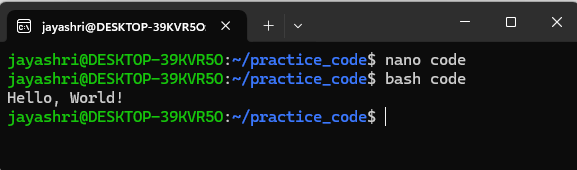 jayashri@DESKTOP-39KVR5O:
jayashri@DESKTOP-39KVR5O:~/practice_code$ nano code
jayashri@DESKTOP-39KVR5O:~/practice_code$ bash code
Hello, World!
jayashri@DESKTOP-39KVR5O:~/practice_code$